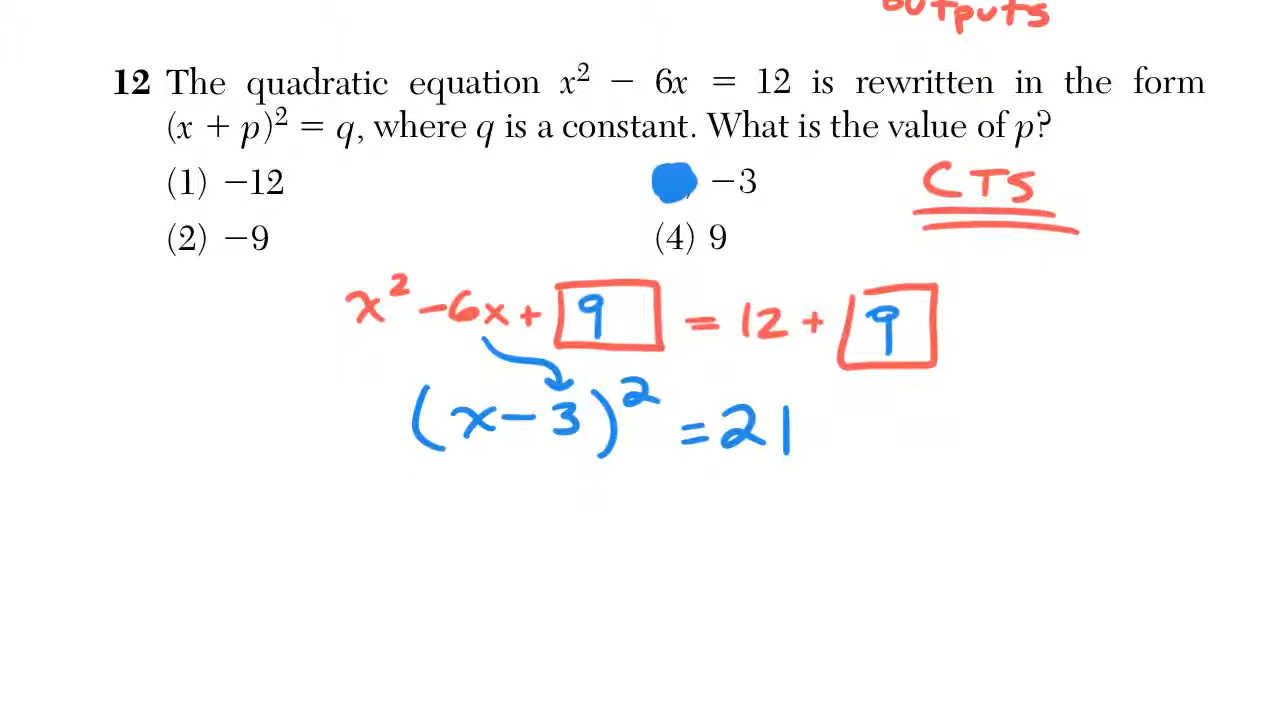 outputs
12 The quadratic equation x² − 6x = 12 is rewritten in the form
(x + p)² = q, where q is a constant. What is the value of p?
(1) −12
) −3
CTS
(2) −9
(4) 9
x² − 6x + 9 = 12 + 9
(x − 3)² = 21